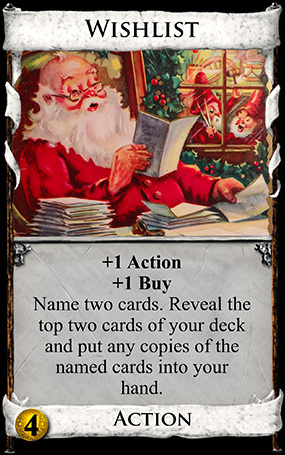 Wishlist
+1 Action
+1 Buy
Name two cards. Reveal the
top two cards of your deck
and put any copies of the
named cards into your
hand.
4
Action